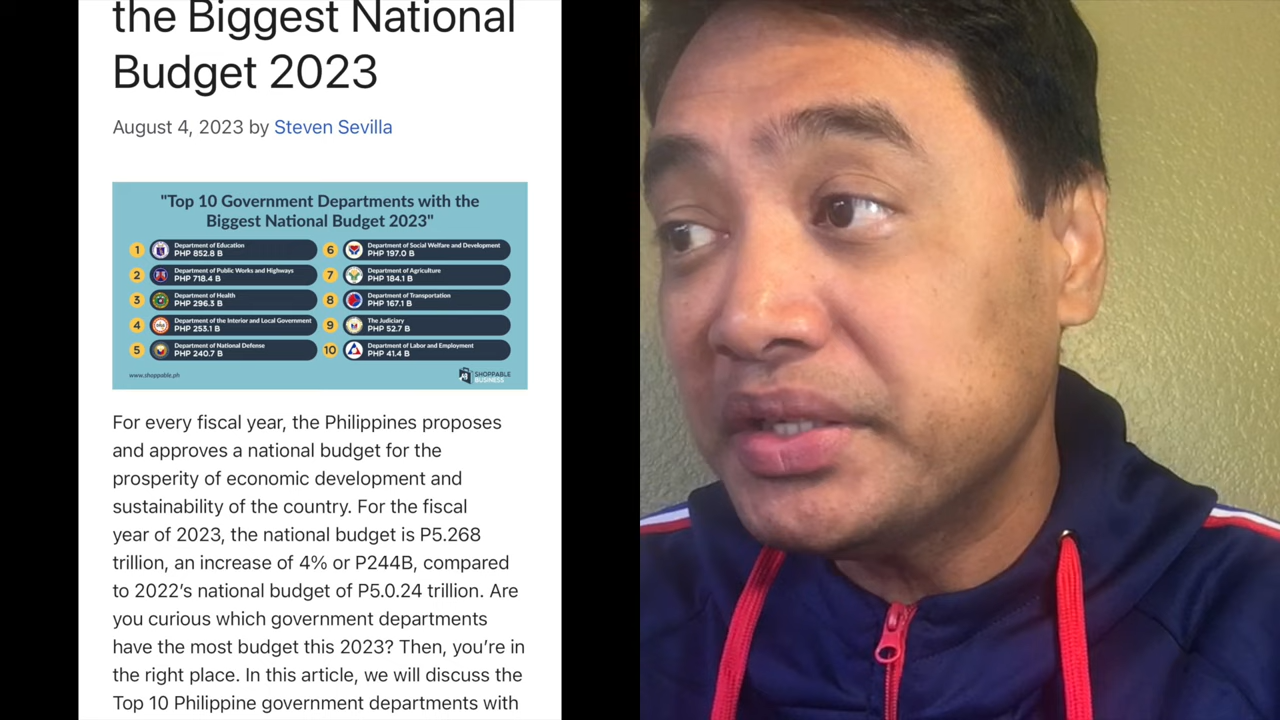 the Biggest National
Budget 2023
August 4, 2023 by Steven Sevilla
"Top 10 Government Departments with the
Biggest National Budget 2023"
1 Department of Education
PHP 852.8 B
2 Department of Public Works and Highways
PHP 718.4 B
3 Department of Health
PHP 296.3 B
4 Department of the Interior and Local Government
PHP 253.1 B
5 Department of National Defense
PHP 240.7 B
6 Department of Social Welfare and Development
PHP 197.0 B
7 Department of Agriculture
PHP 184.1 B
8 Department of Transportation
PHP 167.1 B
9 The Judiciary
PHP 52.7 B
10 Department of Labor and Employment
PHP 41.4 B
www.shoppable.ph
SHOPPABLE
BUSINESS
For every fiscal year, the Philippines proposes
and approves a national budget for the
prosperity of economic development and
sustainability of the country. For the fiscal
year of 2023, the national budget is P5.268
trillion, an increase of 4% or P244B, compared
to 2022’s national budget of P5.0.24 trillion. Are
you curious which government departments
have the most budget this 2023? Then, you’re in
the right place. In this article, we will discuss the
Top 10 Philippine government departments with